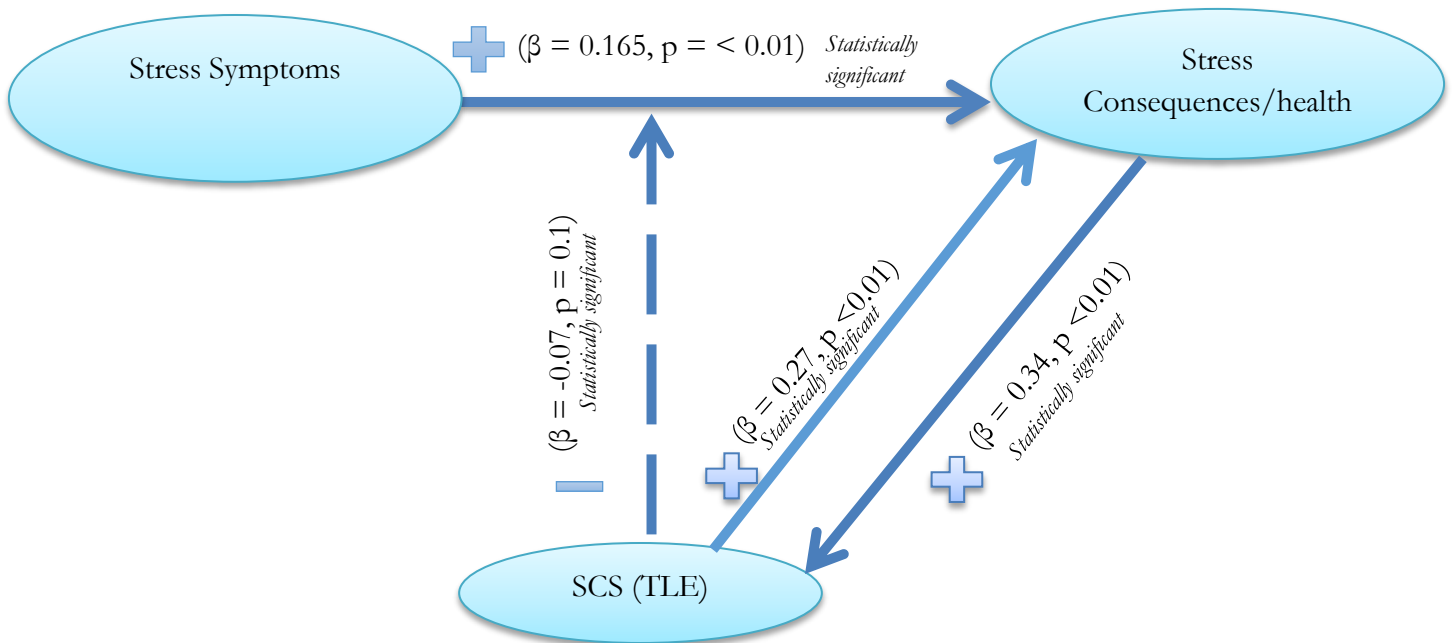 Stress Symptoms
(β = 0.165, p = < 0.01)
Statistically
significant
Stress
Consequences/health
(β = -0.07, p = 0.1)
Statistically significant
(β = 0.27, p <0.01)
Statistically significant
(β = 0.34, p <0.01)
Statistically significant
SCS (TLE)